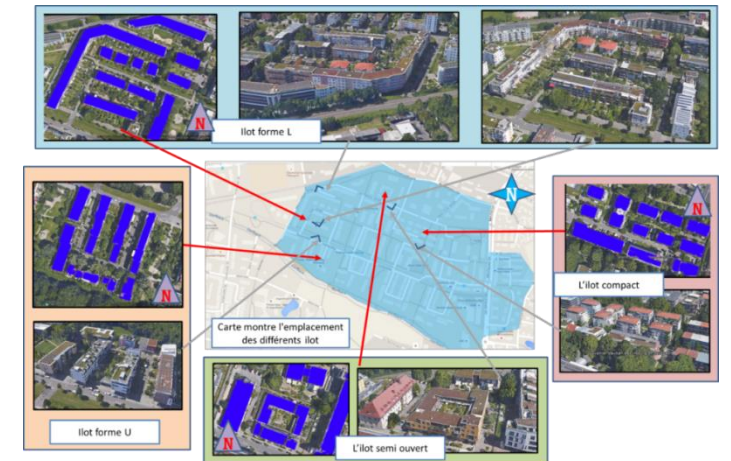 N
Ilot forme L
N
N
N
L'ilot compact
Carte montre l'emplacement
des différents ilot
Ilot forme U
N
L'ilot semi ouvert